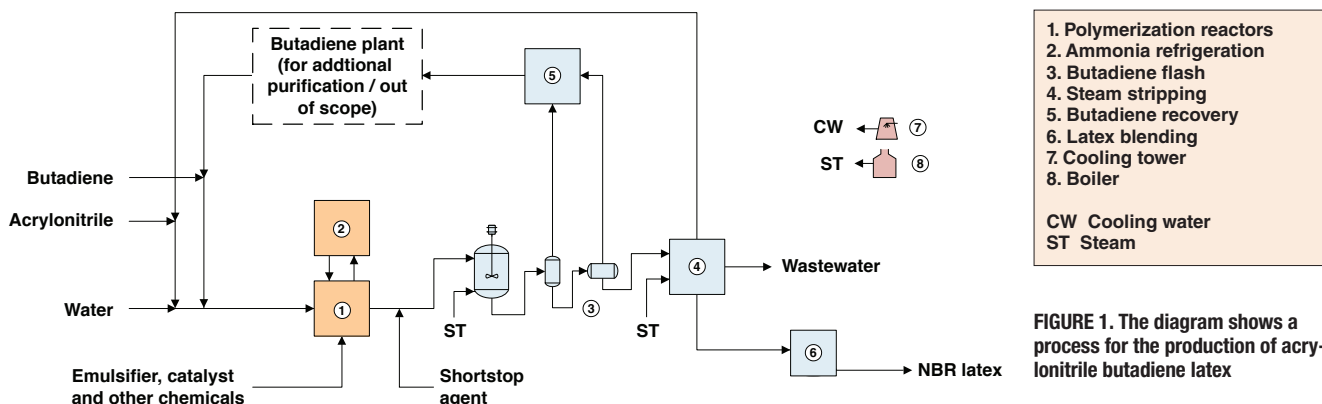 Butadiene plant
(for addtional
purification / out
of scope)
5
Butadiene
Acrylonitrile
Water
2
1
Emulsifier, catalyst
and other chemicals
Shortstop
agent
ST
3
ST
4
Wastewater
6
NBR latex
CW
7
ST
8
1. Polymerization reactors
2. Ammonia refrigeration
3. Butadiene flash
4. Steam stripping
5. Butadiene recovery
6. Latex blending
7. Cooling tower
8. Boiler
CW Cooling water
ST Steam
FIGURE 1. The diagram shows a
process for the production of acry-
lonitrile butadiene latex